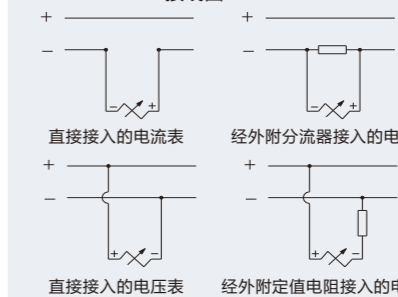 + +
− −
− + − +
直接接入的电流表 经外附分流器接入的电
+ +
− −
+ − + −
直接接入的电压表 经外附定值电阻接入的电